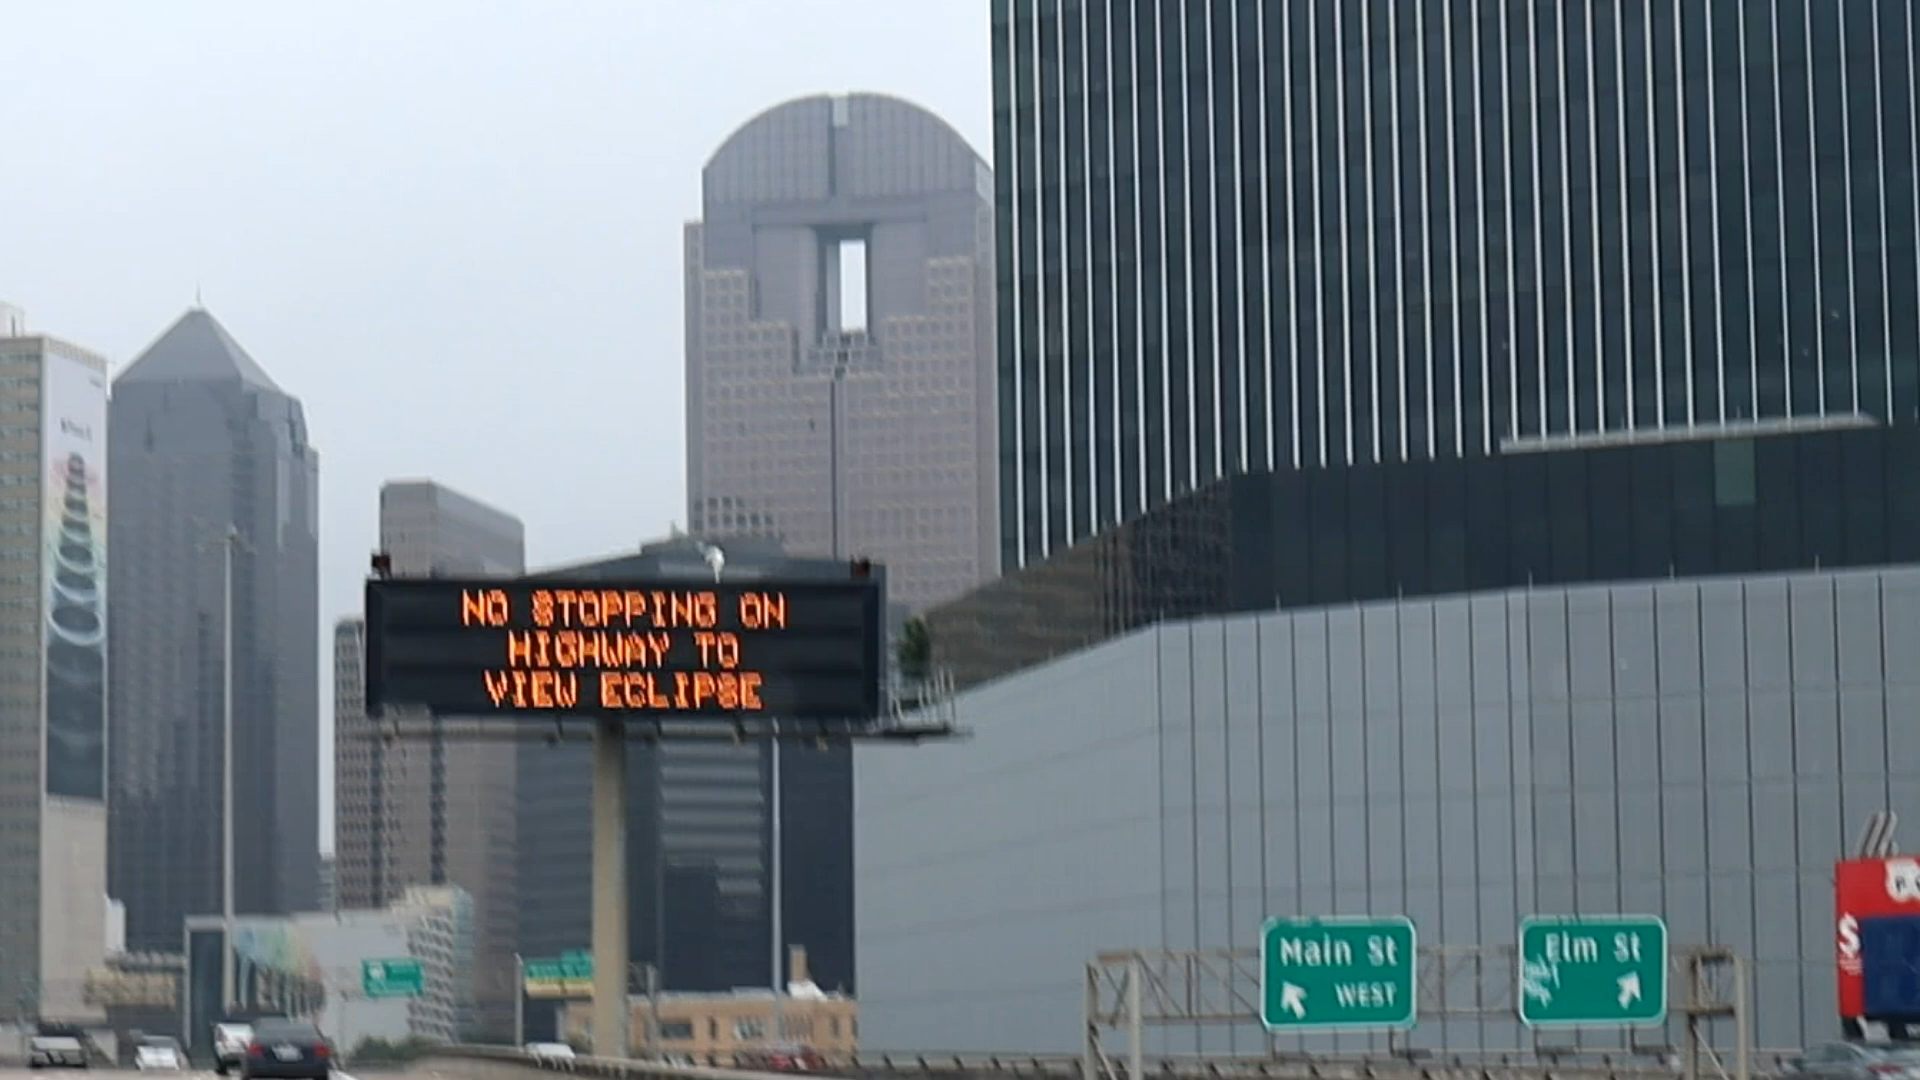 NO STOPPING ON
HIGHWAY TO
VIEW ECLIPSE
Main St
WEST
Elm St
$